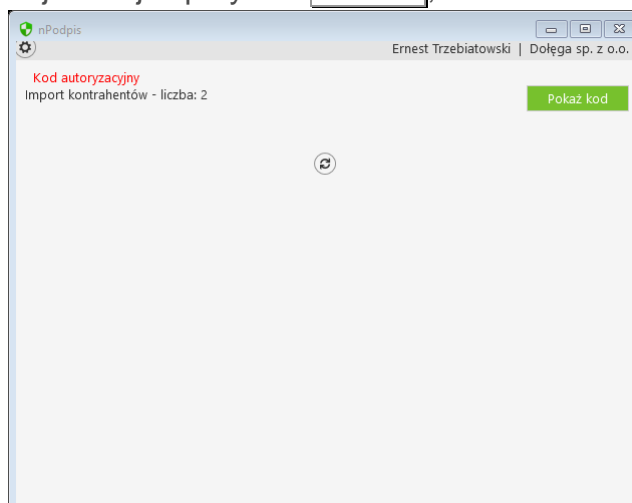 nPodpis
Ernest Trzebiatowski | Dołęga sp. z o.o.
Kod autoryzacyjny
Import kontrahentów - liczba: 2
Pokaż kod